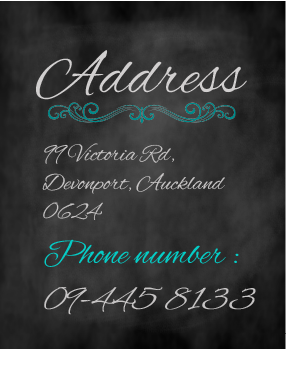 Address
99 Victoria Rd,
Devonport, Auckland
0624
Phone number :
09-445 8133